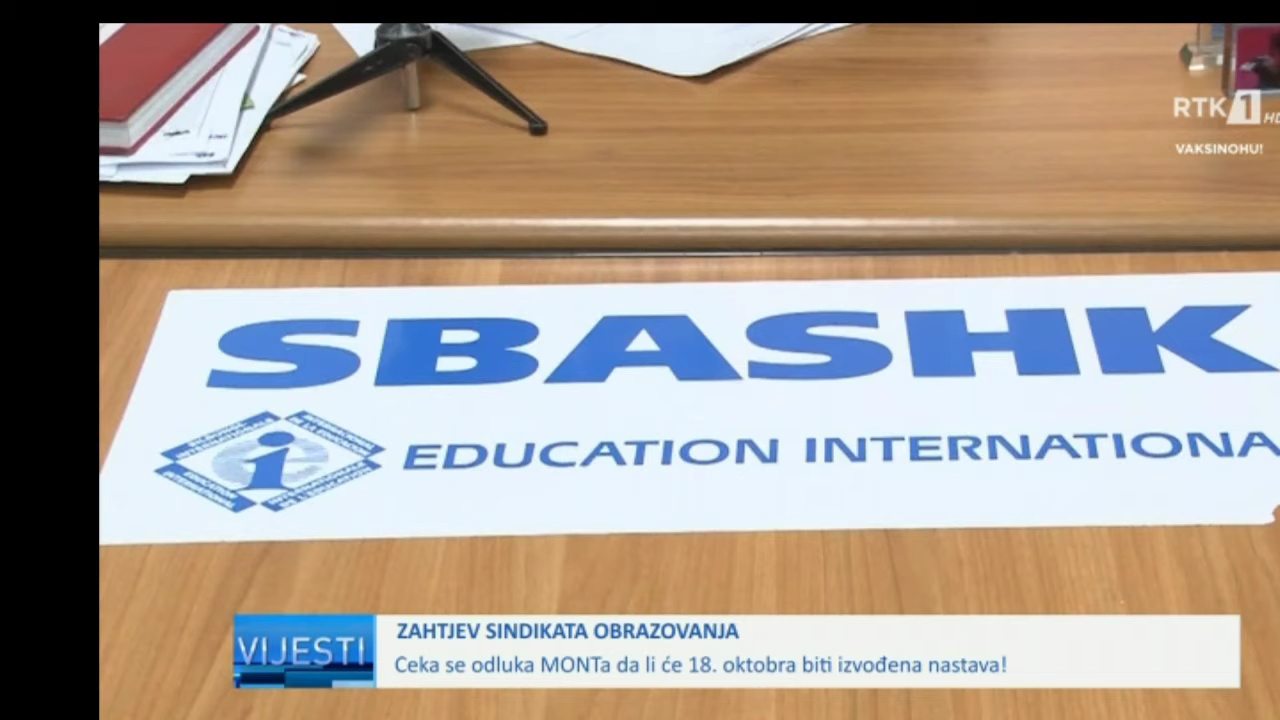 RTK 1 HD
VAKSINOHU!
SBASHK
EDUCATION INTERNATIONA
VIJESTI
ZAHTJEV SINDIKATA OBRAZOVANJA
Ceka se odluka MONTa da li će 18. oktobra biti izvođena nastava!